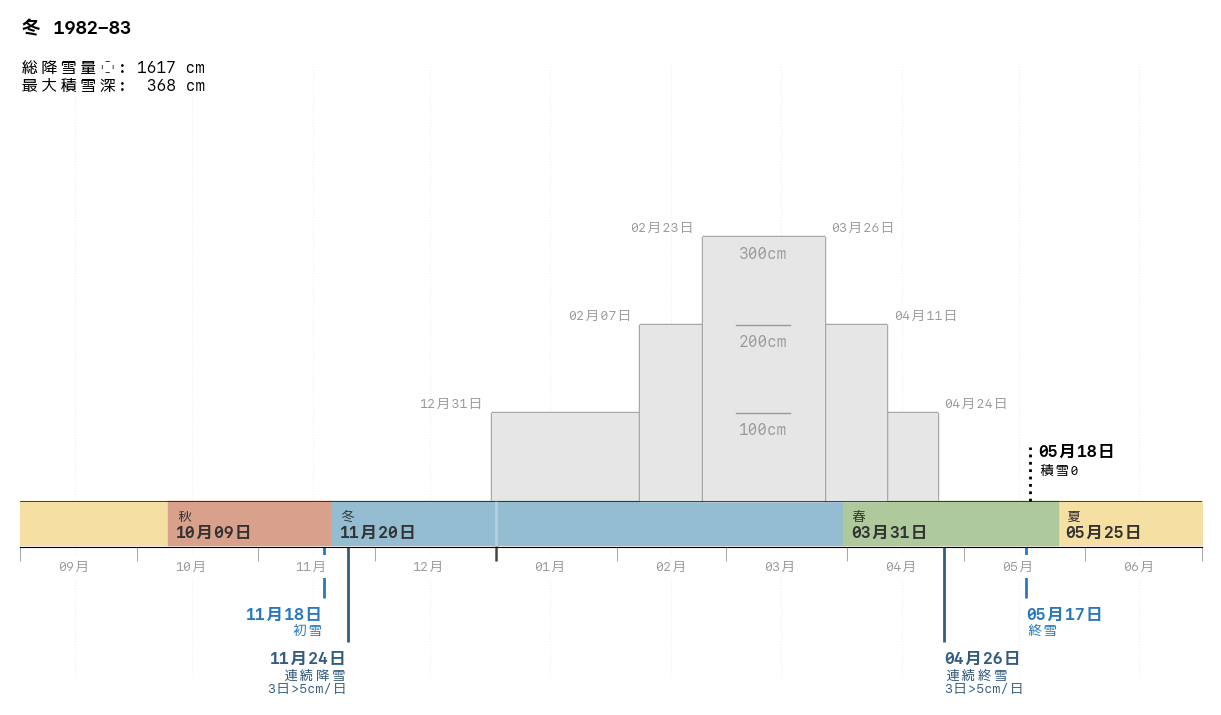 冬 1982–83
総降雪量: 1617 cm
最大積雪深: 368 cm
02月23日
03月26日
300cm
02月07日
04月11日
200cm
12月31日
04月24日
100cm
05月18日
積雪0
秋
10月09日
冬
11月20日
春
03月31日
夏
05月25日
09月
10月
11月
12月
01月
02月
03月
04月
05月
06月
11月18日
初雪
05月17日
終雪
11月24日
連続降雪
3日>5cm/日
04月26日
連続終雪
3日>5cm/日